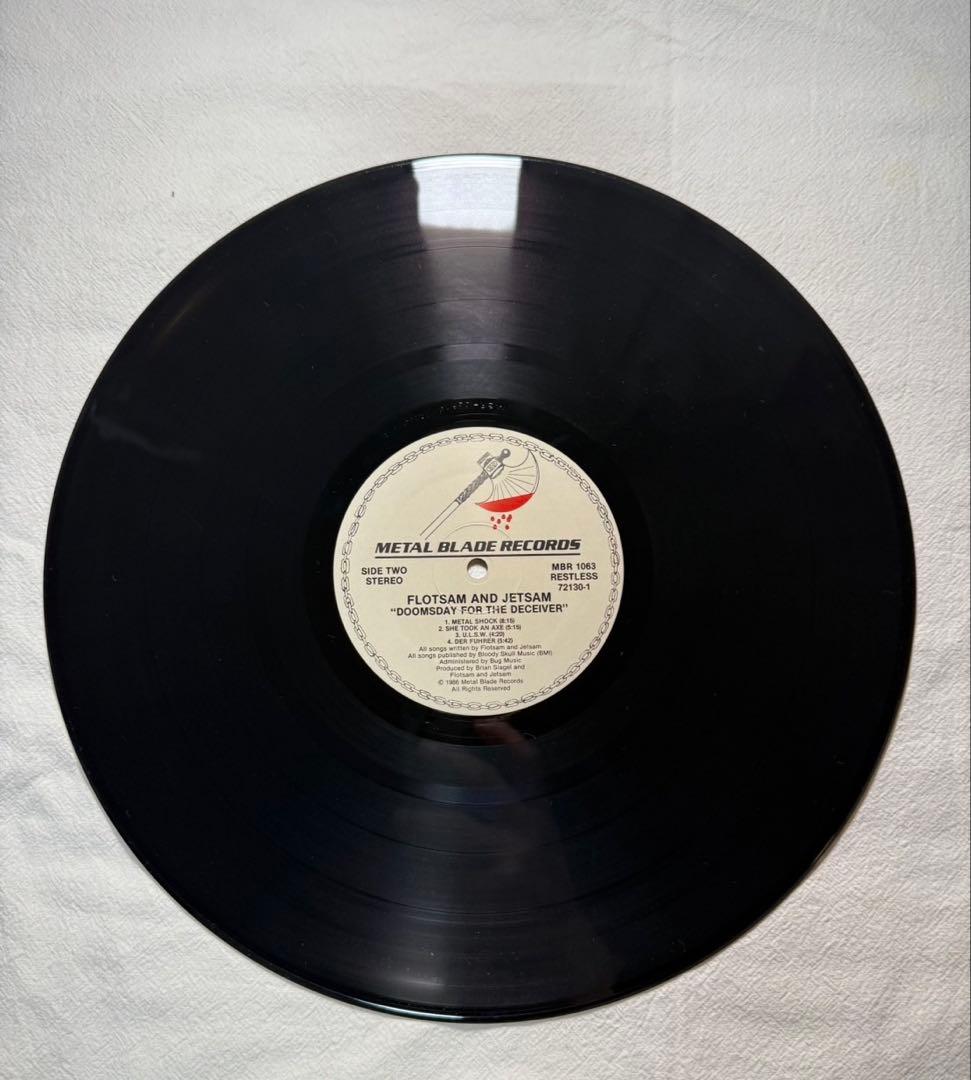 METAL BLADE RECORDS
SIDE TWO
STEREO
MBR 1063
RESTLESS
72130-1
FLOTSAM AND JETSAM
"DOOMSDAY FOR THE DECEIVER"
1. METAL SHOCK (6:15)
2. SHE TOOK AN AXE (5:15)
3. U.L.S.W. (4:20)
4. DER FUHRER (5:42)
All songs written by Flotsam and Jetsam
All songs published by Bloody Skull Music (BMI)
Administered by Bug Music
Produced by Brian Slagel and
Flotsam and Jetsam
© 1986 Metal Blade Records
All Rights Reserved